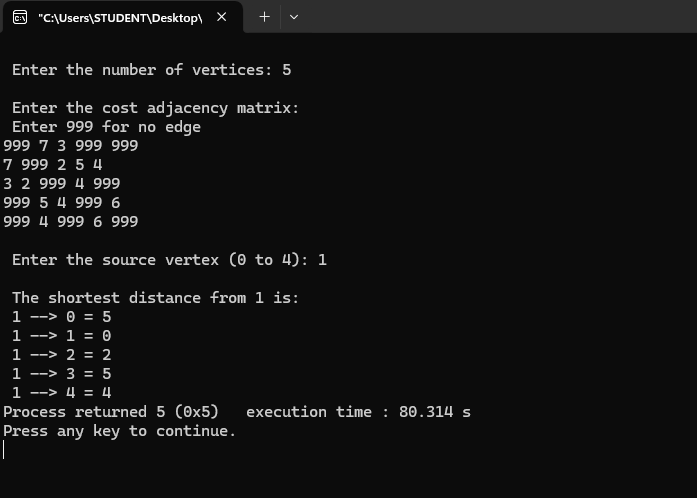 "C:\Users\STUDENT\Desktop\
Enter the number of vertices: 5
Enter the cost adjacency matrix:
Enter 999 for no edge
999 7 3 999 999
7 999 2 5 4
3 2 999 4 999
999 5 4 999 6
999 4 999 6 999
Enter the source vertex (0 to 4): 1
The shortest distance from 1 is:
1 --> 0 = 5
1 --> 1 = 0
1 --> 2 = 2
1 --> 3 = 5
1 --> 4 = 4
Process returned 5 (0x5)   execution time : 80.314 s
Press any key to continue.